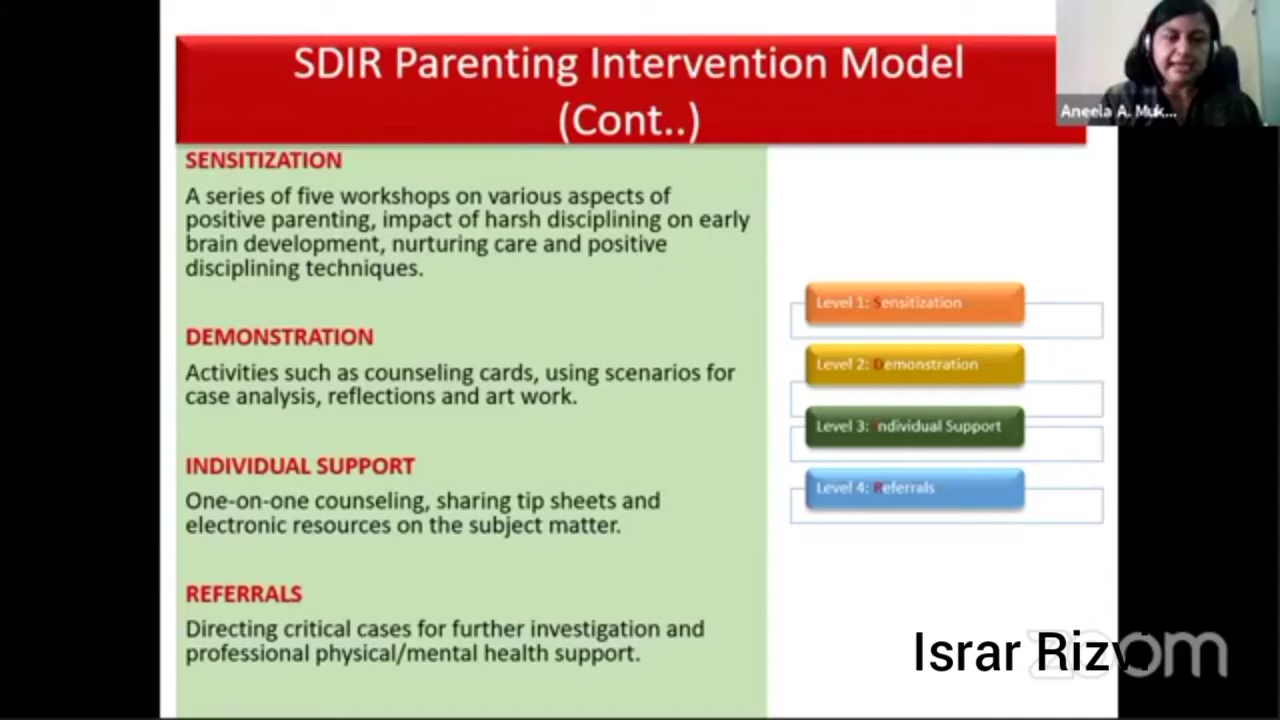 SDIR Parenting Intervention Model
(Cont..)
Aneela A. Muk...
SENSITIZATION
A series of five workshops on various aspects of
positive parenting, impact of harsh disciplining on early
brain development, nurturing care and positive
disciplining techniques.
DEMONSTRATION
Activities such as counseling cards, using scenarios for
case analysis, reflections and art work.
INDIVIDUAL SUPPORT
One-on-one counseling, sharing tip sheets and
electronic resources on the subject matter.
REFERRALS
Directing critical cases for further investigation and
professional physical/mental health support.
Level 1: Sensitization
Level 2: Demonstration
Level 3: Individual Support
Level 4: Referrals
Israr Rizvi
zoom